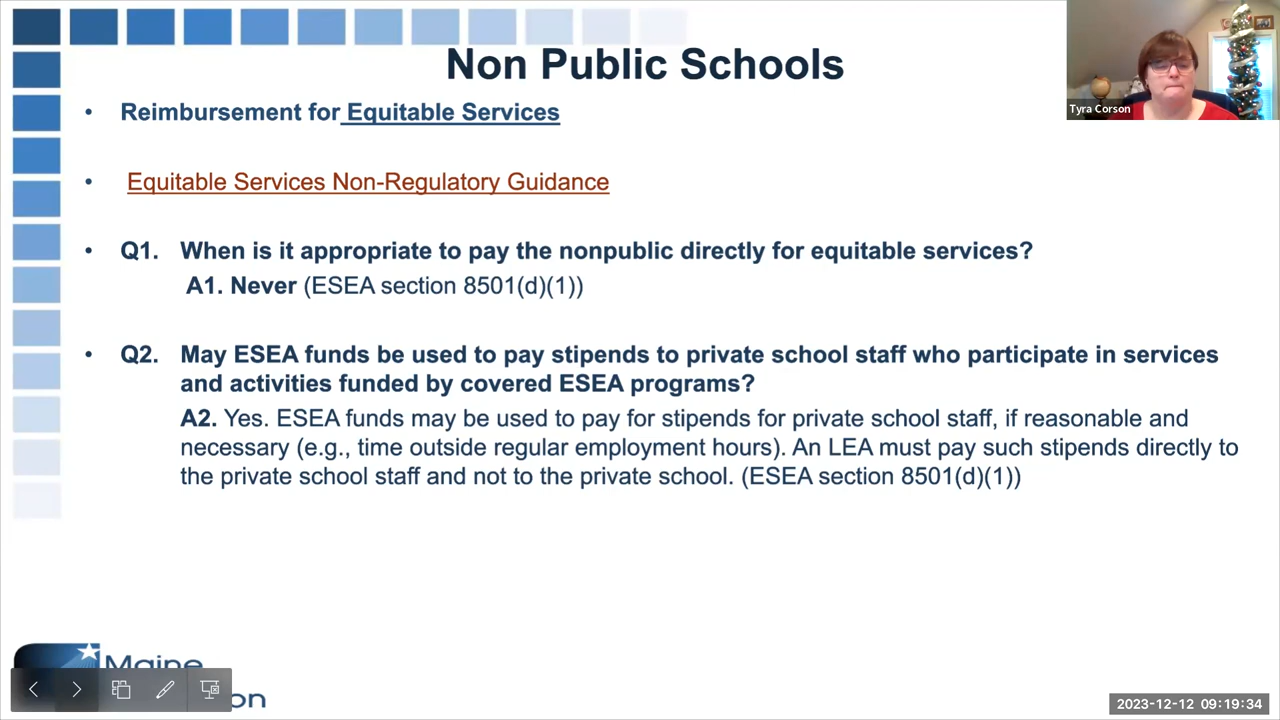 Non Public Schools
Tyra Corson
• Reimbursement for Equitable Services
• Equitable Services Non-Regulatory Guidance
• Q1. When is it appropriate to pay the nonpublic directly for equitable services?
A1. Never (ESEA section 8501(d)(1))
• Q2. May ESEA funds be used to pay stipends to private school staff who participate in services
and activities funded by covered ESEA programs?
A2. Yes. ESEA funds may be used to pay for stipends for private school staff, if reasonable and
necessary (e.g., time outside regular employment hours). An LEA must pay such stipends directly to
the private school staff and not to the private school. (ESEA section 8501(d)(1))
Maine
on
2023-12-12 09:19:34